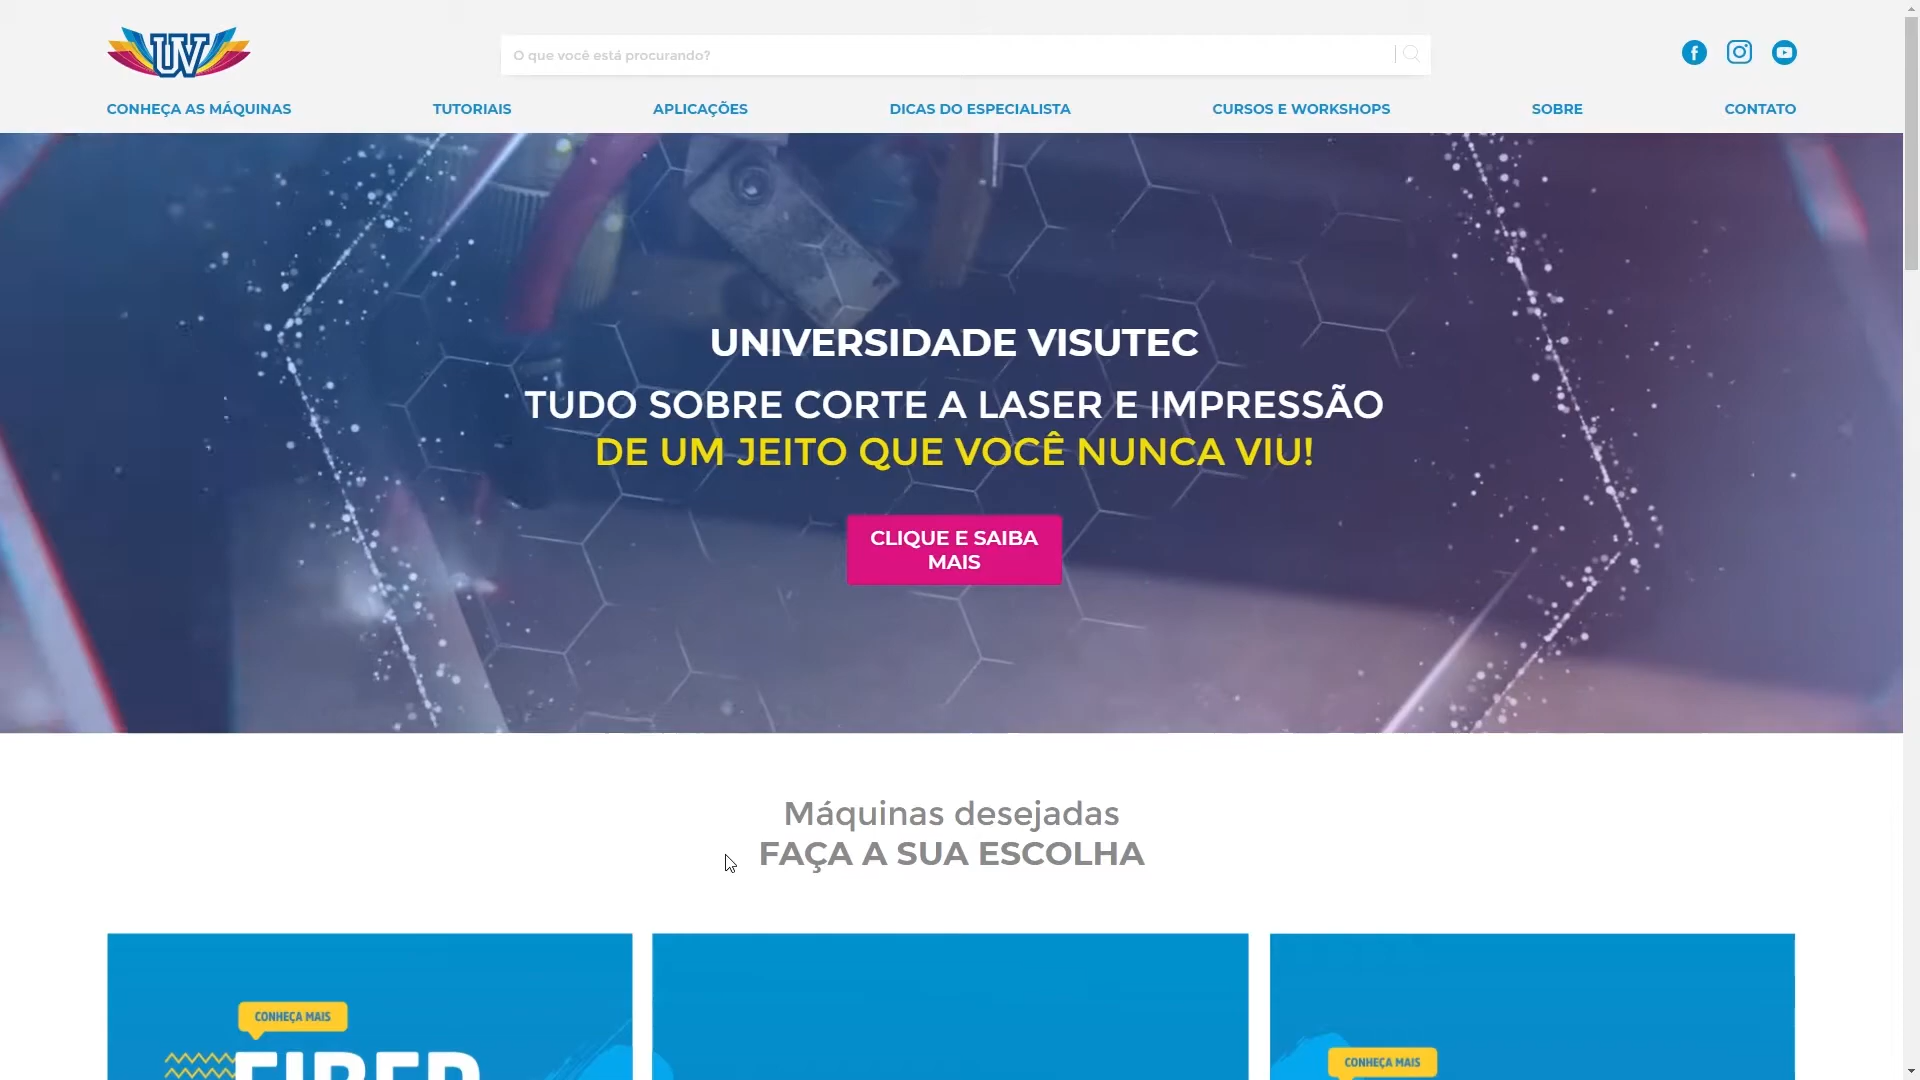 UV
O que você está procurando?
CONHEÇA AS MÁQUINAS TUTORIAIS APLICAÇÕES DICAS DO ESPECIALISTA CURSOS E WORKSHOPS SOBRE CONTATO
UNIVERSIDADE VISUTEC
TUDO SOBRE CORTE A LASER E IMPRESSÃO
DE UM JEITO QUE VOCÊ NUNCA VIU!
CLIQUE E SAIBA
MAIS
Máquinas desejadas
FAÇA A SUA ESCOLHA
CONHEÇA MAIS
FIBER
CONHEÇA MAIS